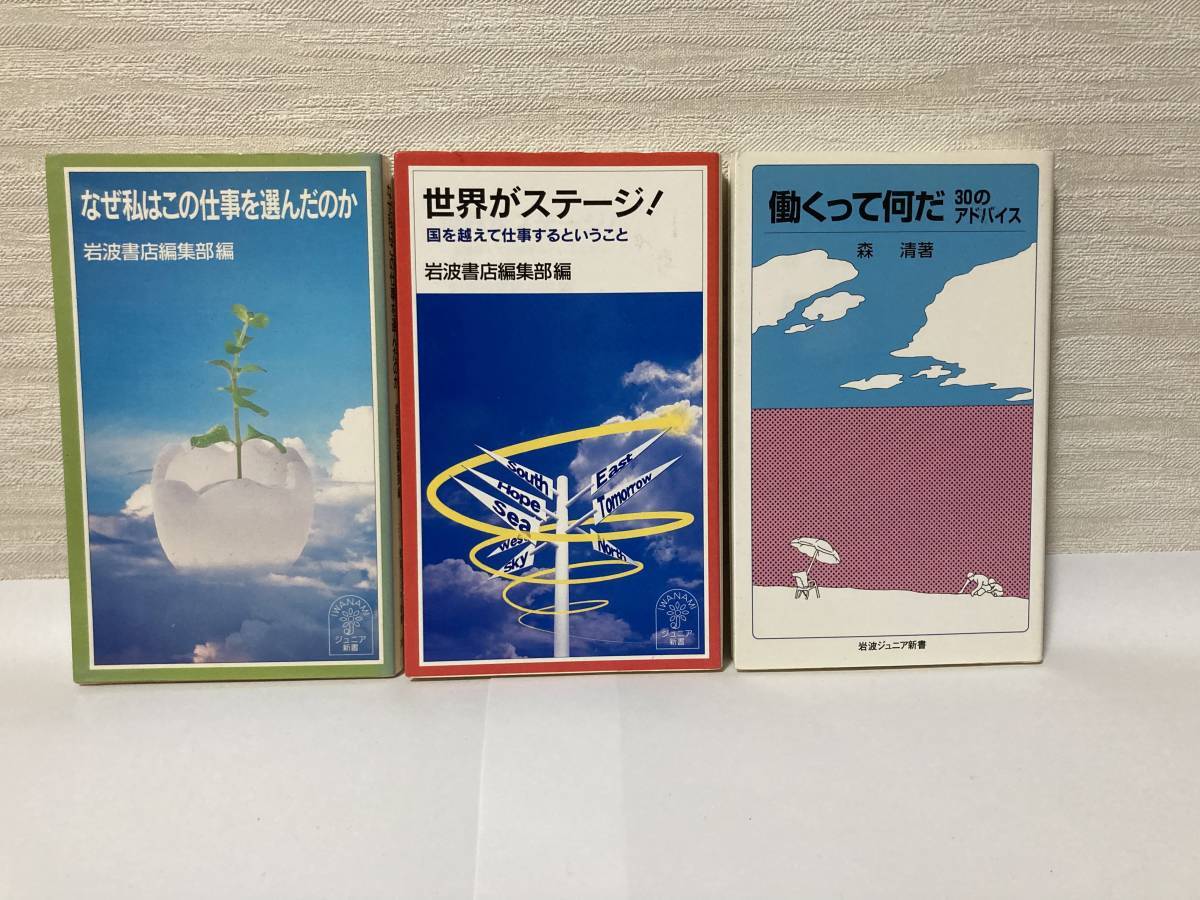 なぜ私はこの仕事を選んだのか
岩波書店編集部編
IWANAMI
ジュニア
新書
世界がステージ!
国を越えて仕事するということ
岩波書店編集部編
South
Hope
Sea
West
sky
East
Tomorrow
North
IWANAMI
ジュニア
新書
働くって何だ 30の
アドバイス
森 清著
岩波ジュニア新書